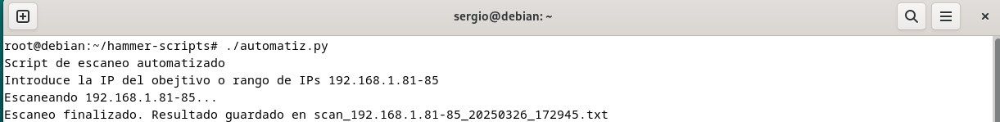 sergio@debian: ~
root@debian:~/hammer-scripts# ./automatiz.py
Script de escaneo automatizado
Introduce la IP del obejtivo o rango de IPs 192.168.1.81-85
Escaneando 192.168.1.81-85...
Escaneo finalizado. Resultado guardado en scan_192.168.1.81-85_20250326_172945.txt